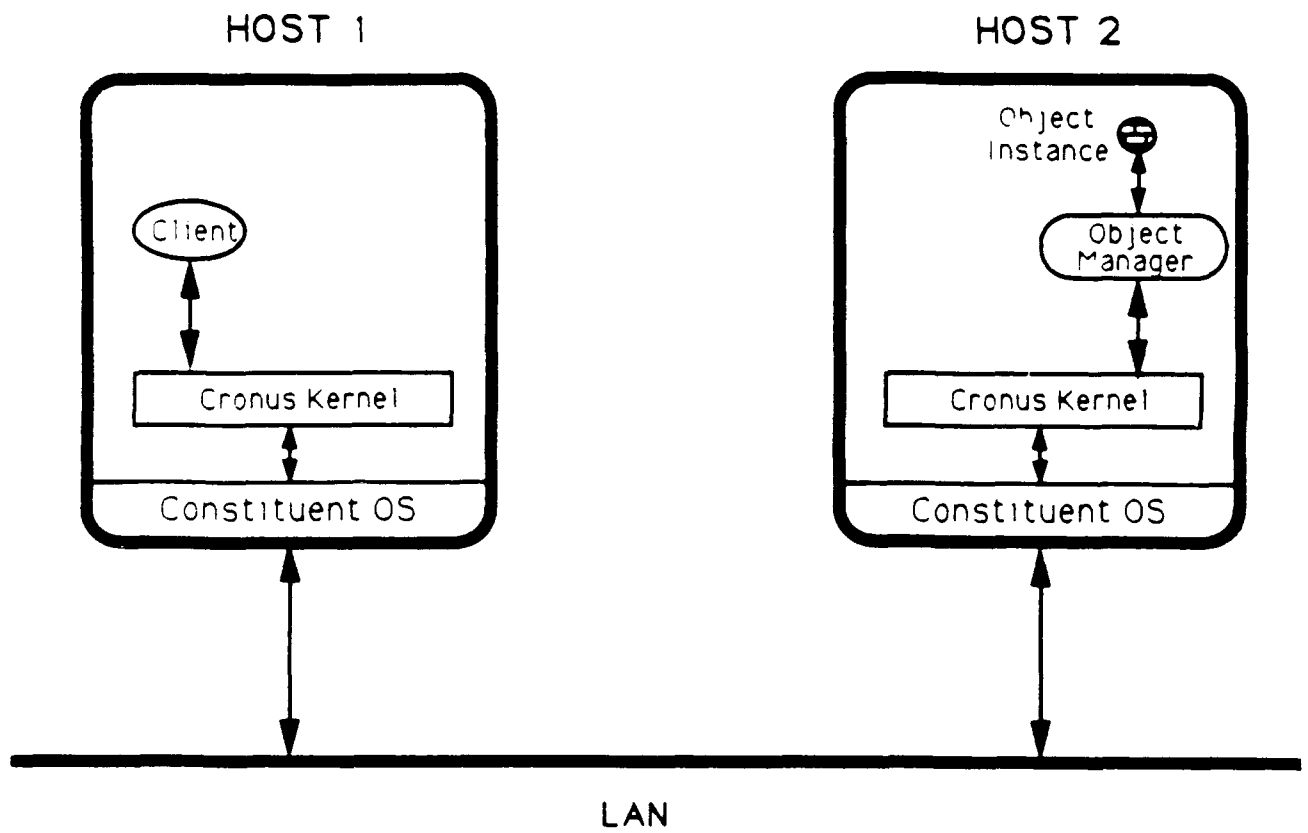 HOST 1
HOST 2
Object
Instance
Client
Object
Manager
Cronus Kernel
Cronus Kernel
Constituent OS
Constituent OS
LAN